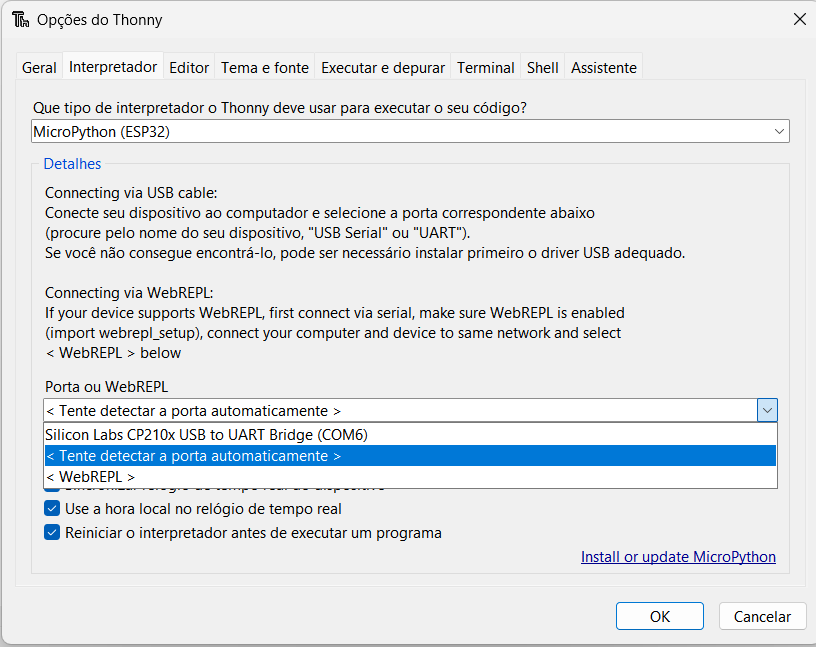 Opções do Thonny
Geral Interpretador Editor Tema e fonte Executar e depurar Terminal Shell Assistente
Que tipo de interpretador o Thonny deve usar para executar o seu código?
MicroPython (ESP32)
Detalhes
Connecting via USB cable:
Conecte seu dispositivo ao computador e selecione a porta correspondente abaixo
(procure pelo nome do seu dispositivo, "USB Serial" ou "UART").
Se você não consegue encontrá-lo, pode ser necessário instalar primeiro o driver USB adequado.
Connecting via WebREPL:
If your device supports WebREPL, first connect via serial, make sure WebREPL is enabled
(import webrepl_setup), connect your computer and device to same network and select
< WebREPL > below
Porta ou WebREPL
< Tente detectar a porta automaticamente >
Silicon Labs CP210x USB to UART Bridge (COM6)
< Tente detectar a porta automaticamente >
< WebREPL >
Use a hora local no relógio de tempo real
Reiniciar o interpretador antes de executar um programa
Install or update MicroPython
OK Cancelar